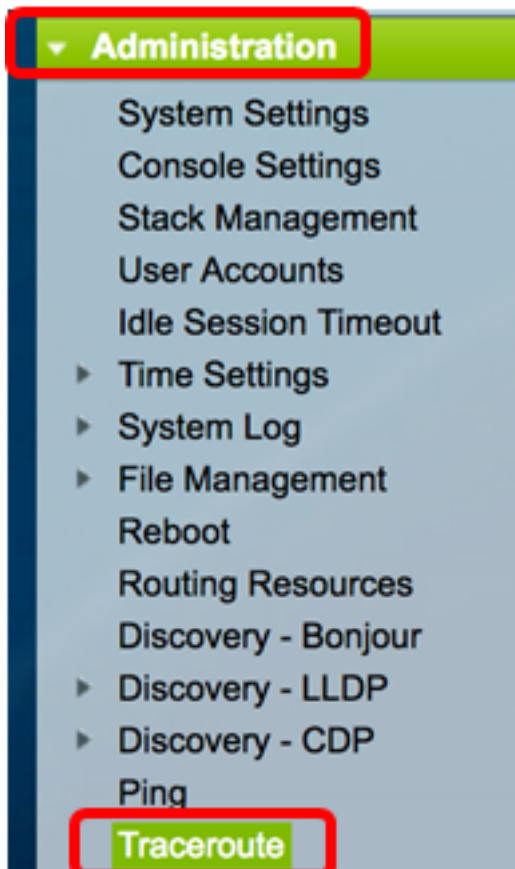 Administration
System Settings
Console Settings
Stack Management
User Accounts
Idle Session Timeout
Time Settings
System Log
File Management
Reboot
Routing Resources
Discovery - Bonjour
Discovery - LLDP
Discovery - CDP
Ping
Traceroute